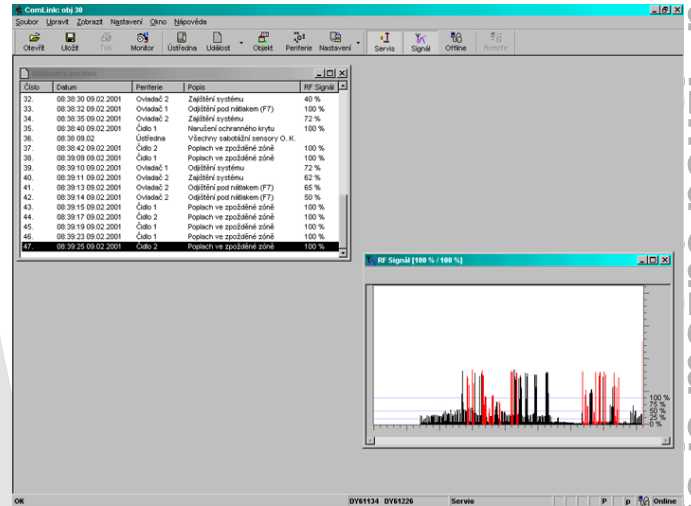 ComLink: obj 30
Soubor Upravit Zobrazit Nastavení Okno Nápověda
Otevřít Uložit Tisk Monitor Ústředna Událost Objekt Periferie Nastavení Servis Signál Offline Remote
Číslo Datum Periferie Popis RF Signál
32. 08:38:30 09.02.2001 Ovladač 2 Zajištění systému 40 %
33. 08:38:32 09.02.2001 Ovladač 1 Odjištění pod nátlakem (F7) 100 %
34. 08:38:35 09.02.2001 Ovladač 2 Zajištění systému 72 %
35. 08:38:40 09.02.2001 Čidlo 1 Narušení ochranného krytu 100 %
36. 08:38 09.02 Ústředna Všechny sabotážní sensory O. K.
37. 08:38:42 09.02.2001 Čidlo 2 Poplach ve zpožděné zóně 100 %
38. 08:39:09 09.02.2001 Čidlo 1 Poplach ve zpožděné zóně 100 %
39. 08:39:10 09.02.2001 Ovladač 1 Odjištění systému 72 %
40. 08:39:11 09.02.2001 Ovladač 2 Zajištění systému 62 %
41. 08:39:13 09.02.2001 Ovladač 2 Odjištění pod nátlakem (F7) 65 %
42. 08:39:14 09.02.2001 Ovladač 2 Odjištění pod nátlakem (F7) 50 %
43. 08:39:15 09.02.2001 Čidlo 1 Poplach ve zpožděné zóně 100 %
44. 08:39:17 09.02.2001 Čidlo 2 Poplach ve zpožděné zóně 100 %
45. 08:39:19 09.02.2001 Čidlo 1 Poplach ve zpožděné zóně 100 %
46. 08:39:23 09.02.2001 Čidlo 1 Poplach ve zpožděné zóně 100 %
47. 08:39:25 09.02.2001 Čidlo 2 Poplach ve zpožděné zóně 100 %
RF Signál [100 % / 100 %]
100 %
75 %
50 %
25 %
0 %
OK DY61134 DY61226 Servis P p Online